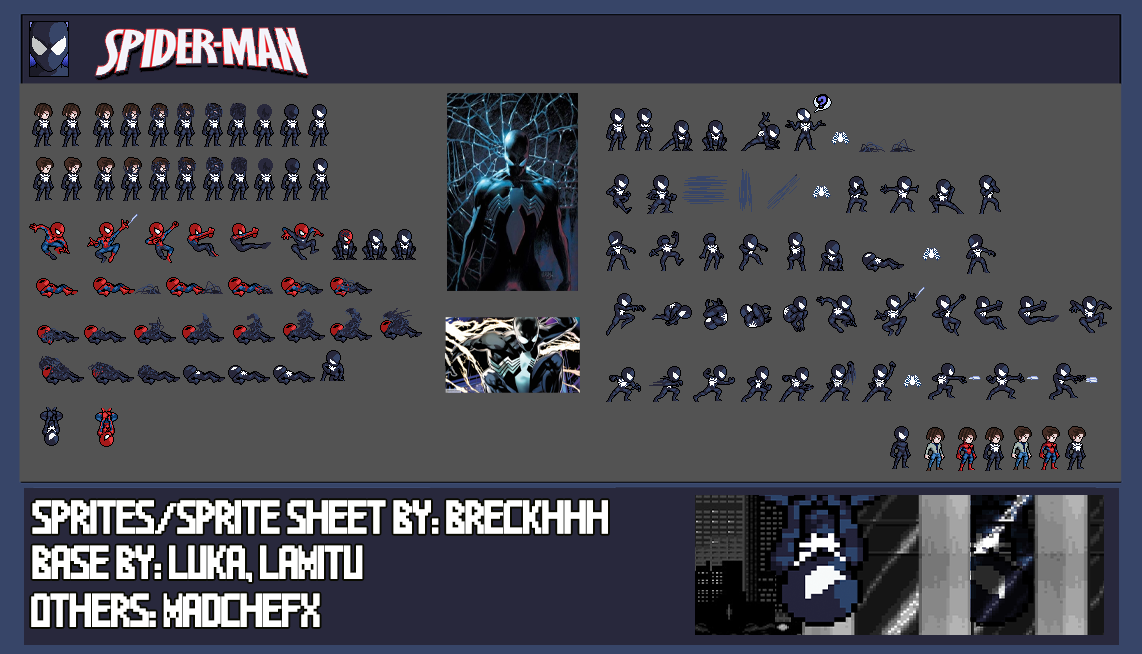 SPIDER-MAN
?
SPRITES/SPRITE SHEET BY: BRECKHHH
BASE BY: LUKA, LAMITU
OTHERS: MADCHEFX